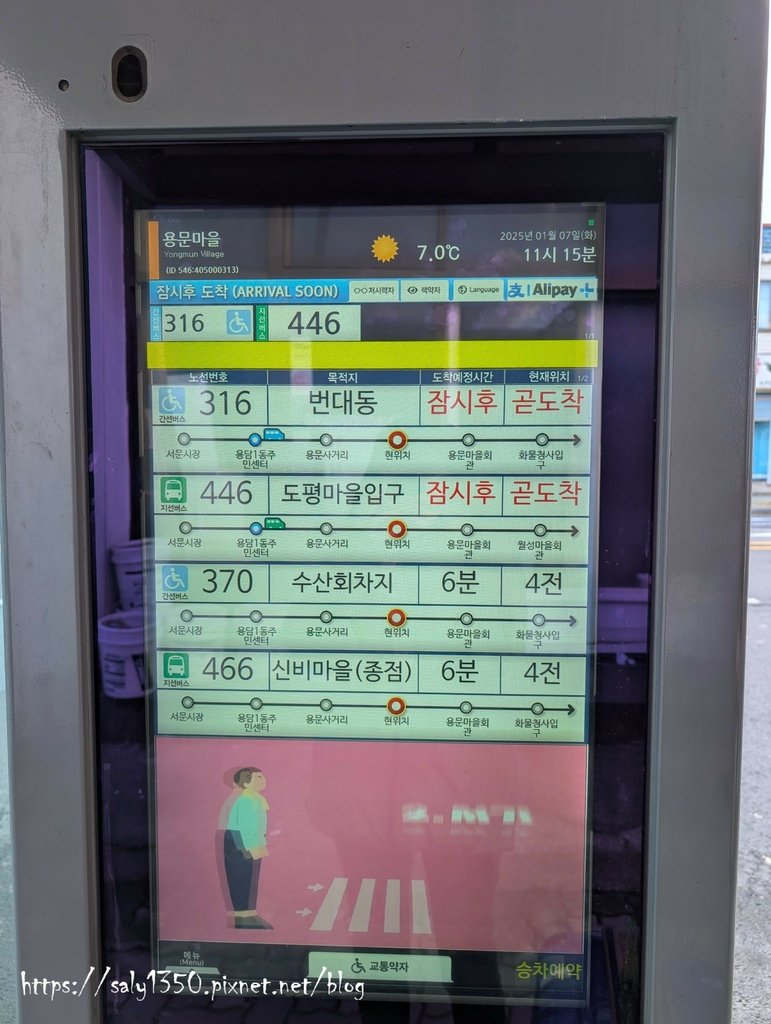 용문마을
Yongmun Village
(ID 546:405000313)
7.0℃
2025년 01월 07일(화)
11시 15분
잠시후 도착 (ARRIVAL SOON)
저시력자
색약자
Language
支 Alipay+
간선버스 316
지선버스 446
1/1
노선번호 목적지 도착예정시간 현재위치 1/2
간선버스 316 번대동 잠시후 곧도착
서문시장 용담1동주민센터 용문사거리 현위치 용문마을회관 화물청사입구
지선버스 446 도평마을입구 잠시후 곧도착
서문시장 용담1동주민센터 용문사거리 현위치 용문마을회관 월성마을회관
간선버스 370 수산회차지 6분 4전
서문시장 용담1동주민센터 용문사거리 현위치 용문마을회관 화물청사입구
지선버스 466 신비마을(종점) 6분 4전
서문시장 용담1동주민센터 용문사거리 현위치 용문마을회관 화물청사입구
메뉴
(Menu)
교통약자
승차예약
https://saly1350.pixnet.net/blog